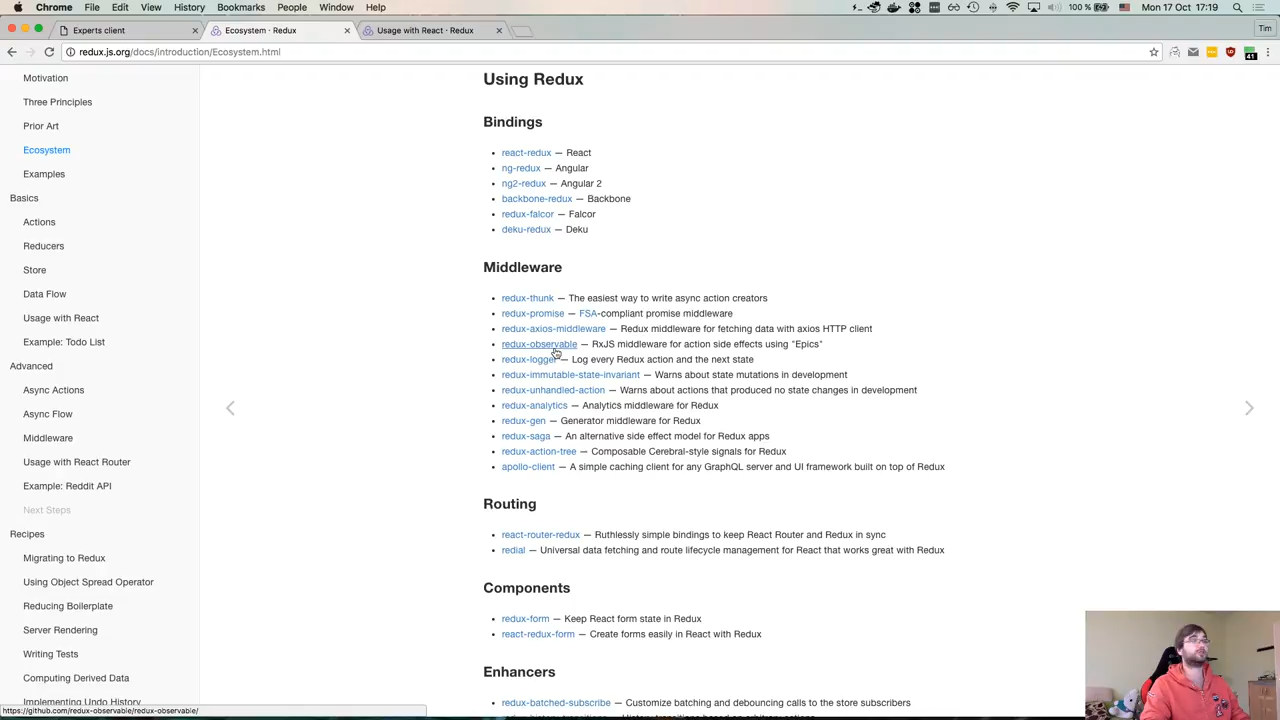 Chrome File Edit View History Bookmarks People Window Help 100 % Mon 17 Oct 17:19
Experts client Ecosystem · Redux Usage with React · Redux Tim
redux.js.org/docs/introduction/Ecosystem.html 41
Motivation
Three Principles
Prior Art
Ecosystem
Examples
Basics
Actions
Reducers
Store
Data Flow
Usage with React
Example: Todo List
Advanced
Async Actions
Async Flow
Middleware
Usage with React Router
Example: Reddit API
Next Steps
Recipes
Migrating to Redux
Using Object Spread Operator
Reducing Boilerplate
Server Rendering
Writing Tests
Computing Derived Data
Implementing Undo History
https://github.com/redux-observable/redux-observable/
Using Redux
Bindings
react-redux — React
ng-redux — Angular
ng2-redux — Angular 2
backbone-redux — Backbone
redux-falcor — Falcor
deku-redux — Deku
Middleware
redux-thunk — The easiest way to write async action creators
redux-promise — FSA-compliant promise middleware
redux-axios-middleware — Redux middleware for fetching data with axios HTTP client
redux-observable — RxJS middleware for action side effects using "Epics"
redux-logger — Log every Redux action and the next state
redux-immutable-state-invariant — Warns about state mutations in development
redux-unhandled-action — Warns about actions that produced no state changes in development
redux-analytics — Analytics middleware for Redux
redux-gen — Generator middleware for Redux
redux-saga — An alternative side effect model for Redux apps
redux-action-tree — Composable Cerebral-style signals for Redux
apollo-client — A simple caching client for any GraphQL server and UI framework built on top of Redux
Routing
react-router-redux — Ruthlessly simple bindings to keep React Router and Redux in sync
redial — Universal data fetching and route lifecycle management for React that works great with Redux
Components
redux-form — Keep React form state in Redux
react-redux-form — Create forms easily in React with Redux
Enhancers
redux-batched-subscribe — Customize batching and debouncing calls to the store subscribers